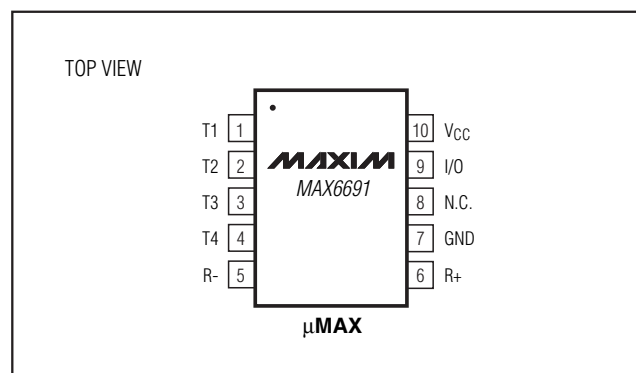 TOP VIEW
T1 1
T2 2
T3 3
T4 4
R- 5
MAXIM
MAX6691
10 VCC
9 I/O
8 N.C.
7 GND
6 R+
μMAX